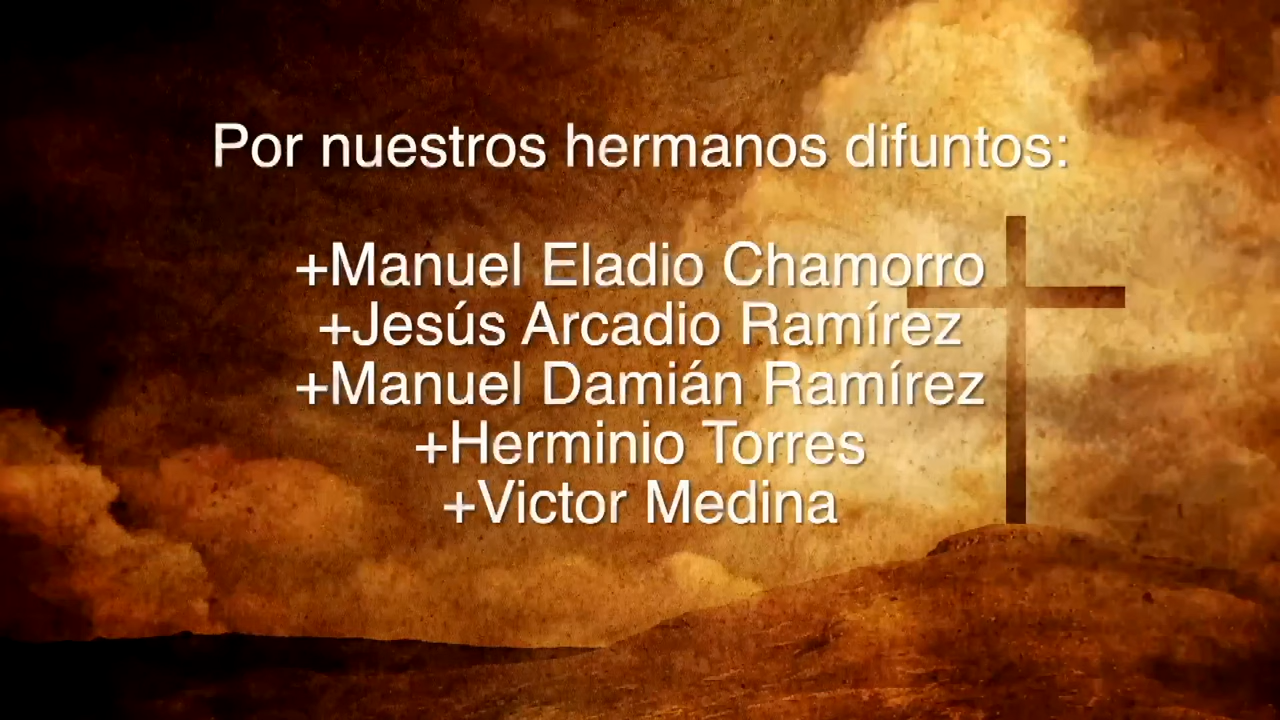 Por nuestros hermanos difuntos:
+Manuel Eladio Chamorro
+Jesús Arcadio Ramírez
+Manuel Damián Ramírez
+Herminio Torres
+Victor Medina